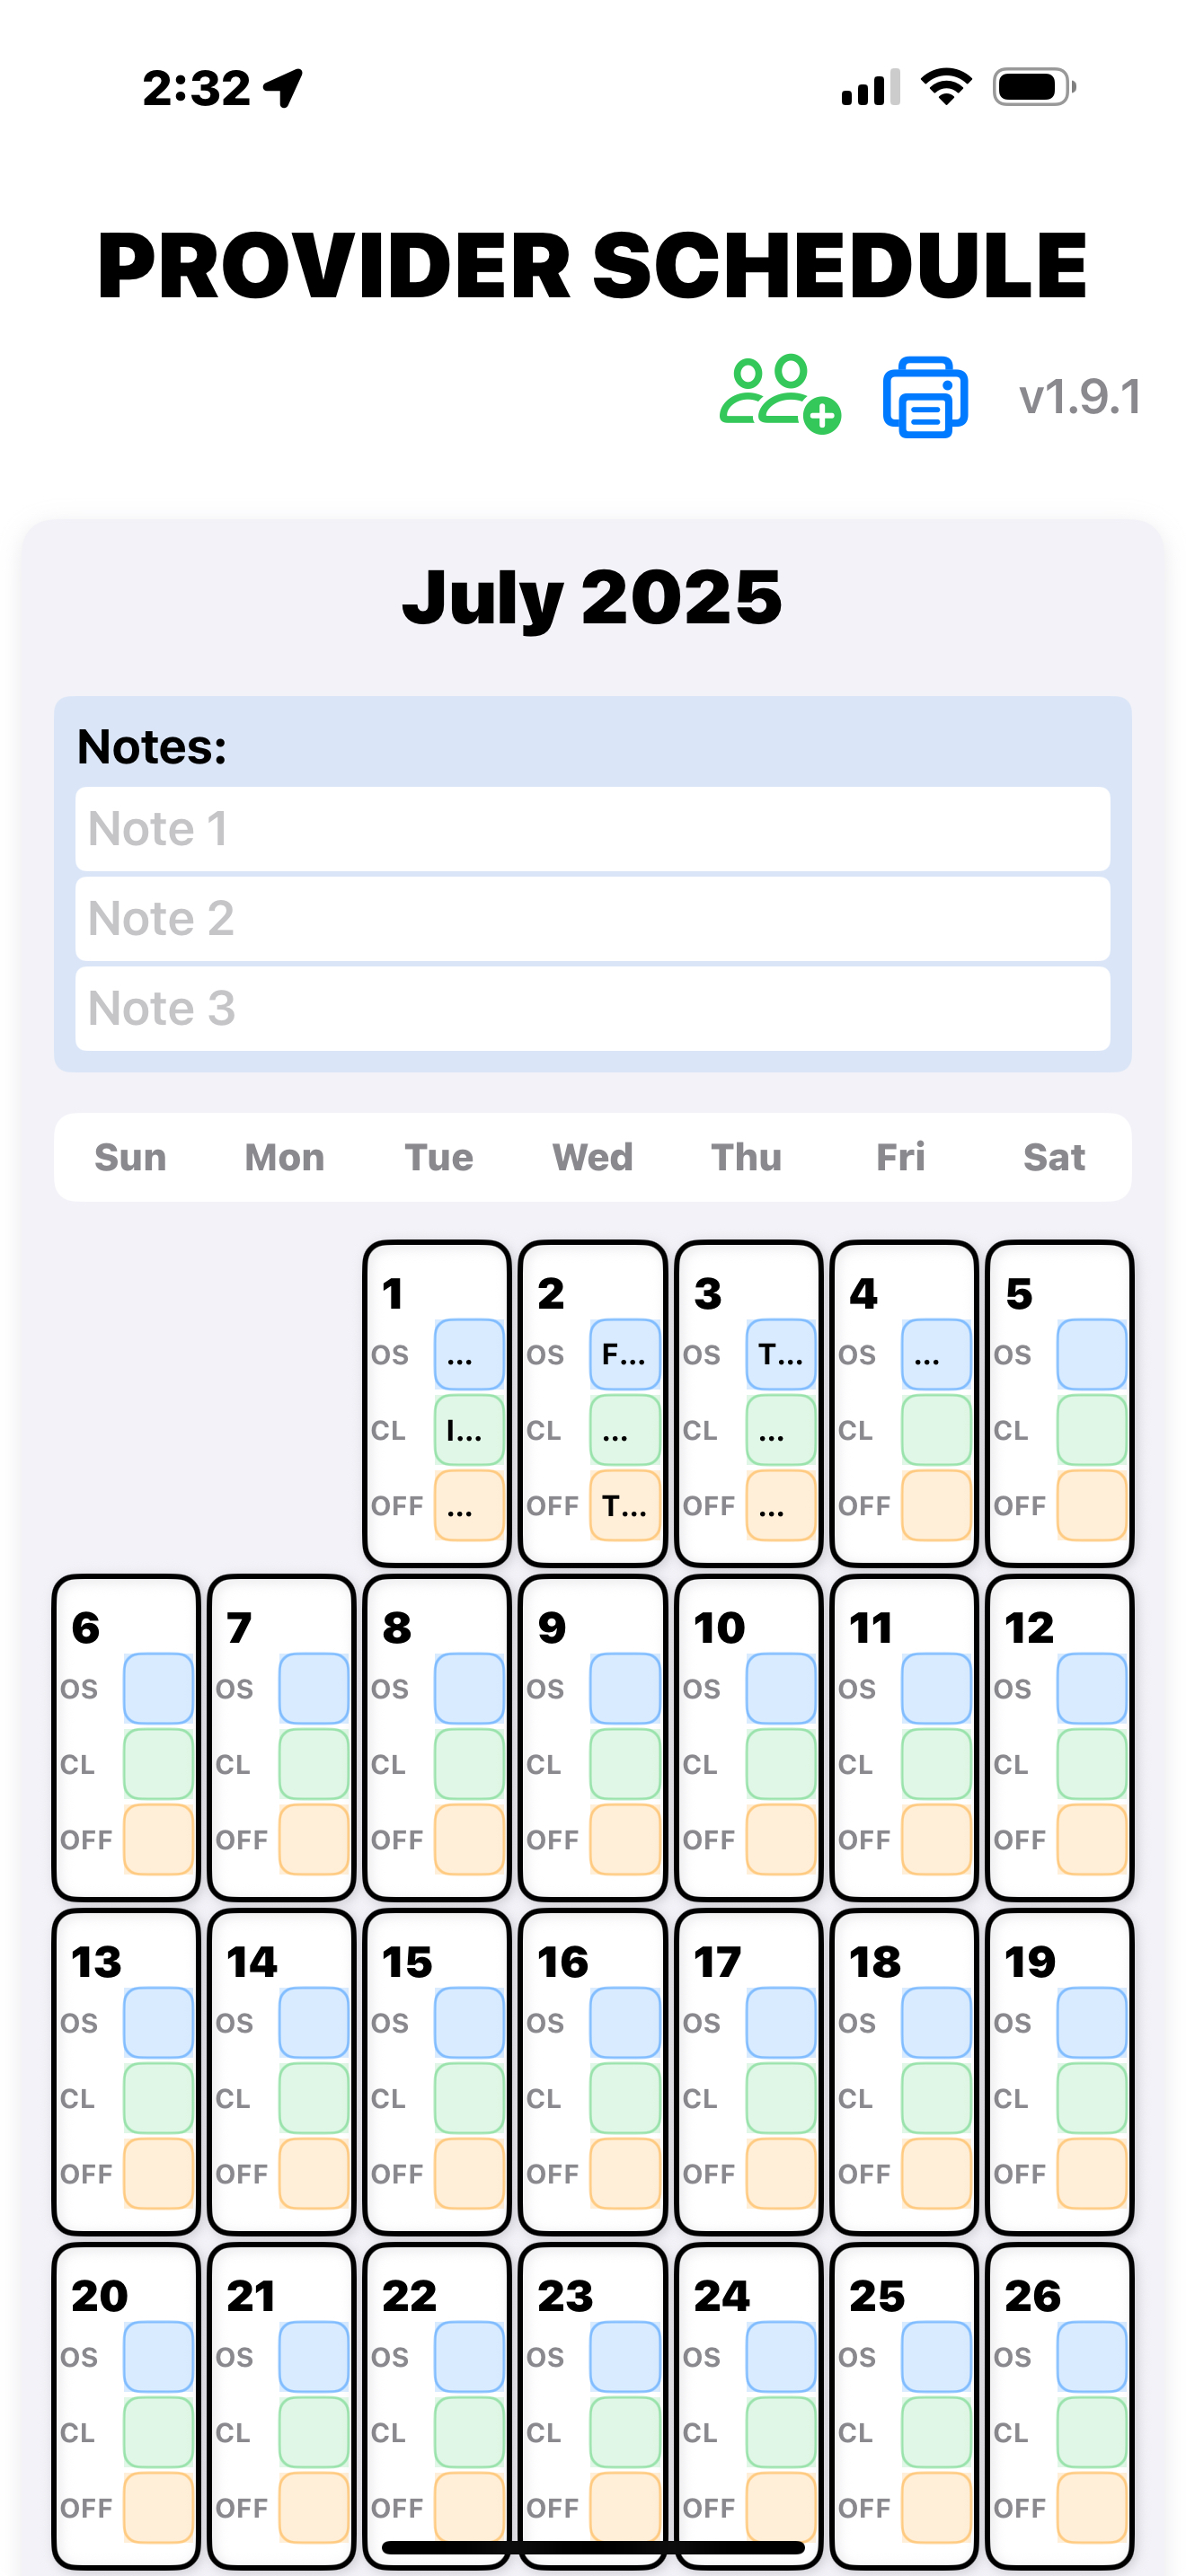 2:32
PROVIDER SCHEDULE
v1.9.1
July 2025
Notes:
Note 1
Note 2
Note 3
Sun Mon Tue Wed Thu Fri Sat
1 2 3 4 5
OS ... OS F... OS T... OS ... OS
CL I... CL ... CL ... CL CL
OFF ... OFF T... OFF ... OFF OFF
6 7 8 9 10 11 12
OS OS OS OS OS OS OS
CL CL CL CL CL CL CL
OFF OFF OFF OFF OFF OFF OFF
13 14 15 16 17 18 19
OS OS OS OS OS OS OS
CL CL CL CL CL CL CL
OFF OFF OFF OFF OFF OFF OFF
20 21 22 23 24 25 26
OS OS OS OS OS OS OS
CL CL CL CL CL CL CL
OFF OFF OFF OFF OFF OFF OFF